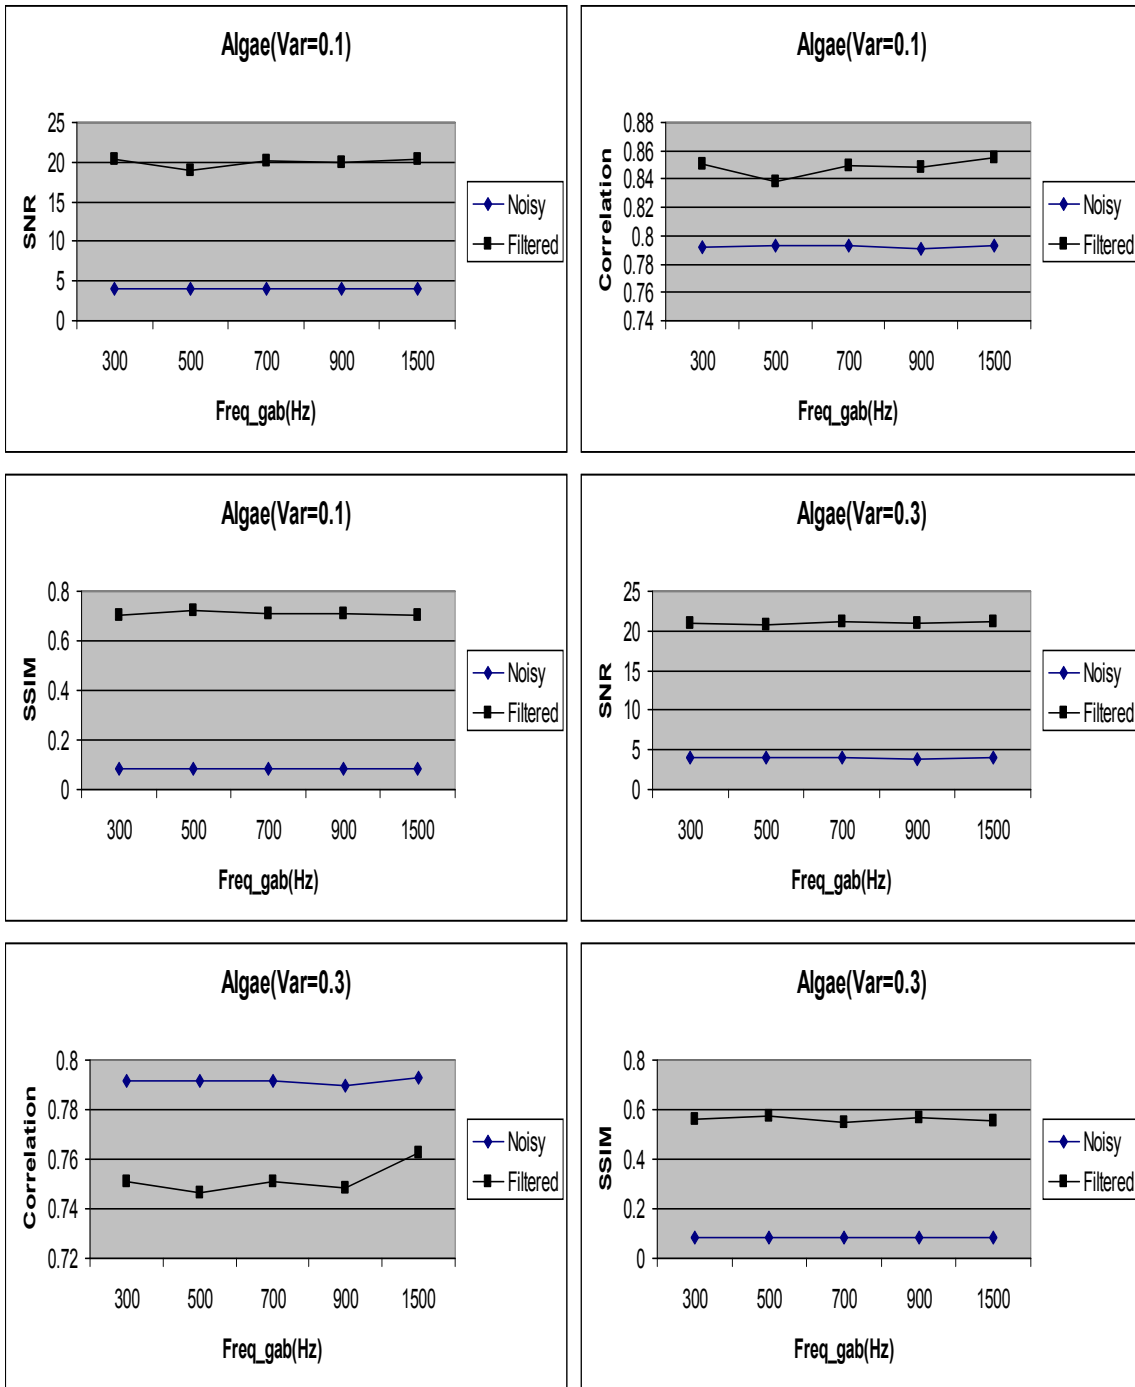 Algae(Var=0.1)
SNR
25
20
15
10
5
0
300 500 700 900 1500
Freq_gab(Hz)
Noisy
Filtered
Algae(Var=0.1)
Correlation
0.88
0.86
0.84
0.82
0.8
0.78
0.76
0.74
300 500 700 900 1500
Freq_gab(Hz)
Noisy
Filtered
Algae(Var=0.1)
SSIM
0.8
0.6
0.4
0.2
0
300 500 700 900 1500
Freq_gab(Hz)
Noisy
Filtered
Algae(Var=0.3)
SNR
25
20
15
10
5
0
300 500 700 900 1500
Freq_gab(Hz)
Noisy
Filtered
Algae(Var=0.3)
Correlation
0.8
0.78
0.76
0.74
0.72
300 500 700 900 1500
Freq_gab(Hz)
Noisy
Filtered
Algae(Var=0.3)
SSIM
0.8
0.6
0.4
0.2
0
300 500 700 900 1500
Freq_gab(Hz)
Noisy
Filtered